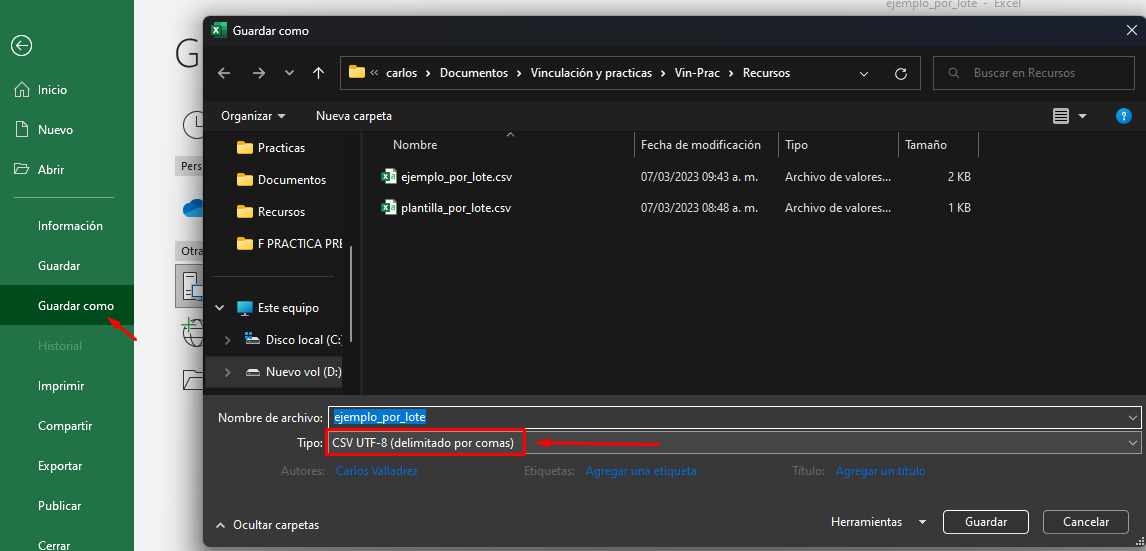 ejemplo_por_lote - Excel
Guardar como
Inicio
Nuevo
Abrir
Información
Guardar
Guardar como
Historial
Imprimir
Compartir
Exportar
Publicar
Cerrar
G
Pers
Otra
« carlos > Documentos > Vinculación y practicas > Vin-Prac > Recursos
Buscar en Recursos
Organizar
Nueva carpeta
Practicas
Documentos
Recursos
F PRACTICA PRE
Este equipo
Disco local (C:)
Nuevo vol (D:)
Nombre Fecha de modificación Tipo Tamaño
ejemplo_por_lote.csv 07/03/2023 09:43 a. m. Archivo de valores... 2 KB
plantilla_por_lote.csv 07/03/2023 08:48 a. m. Archivo de valores... 1 KB
Nombre de archivo: ejemplo_por_lote
Tipo: CSV UTF-8 (delimitado por comas)
Autores: Carlos Valladrez Etiquetas: Agregar una etiqueta Título: Agregar un título
Ocultar carpetas Herramientas Guardar Cancelar